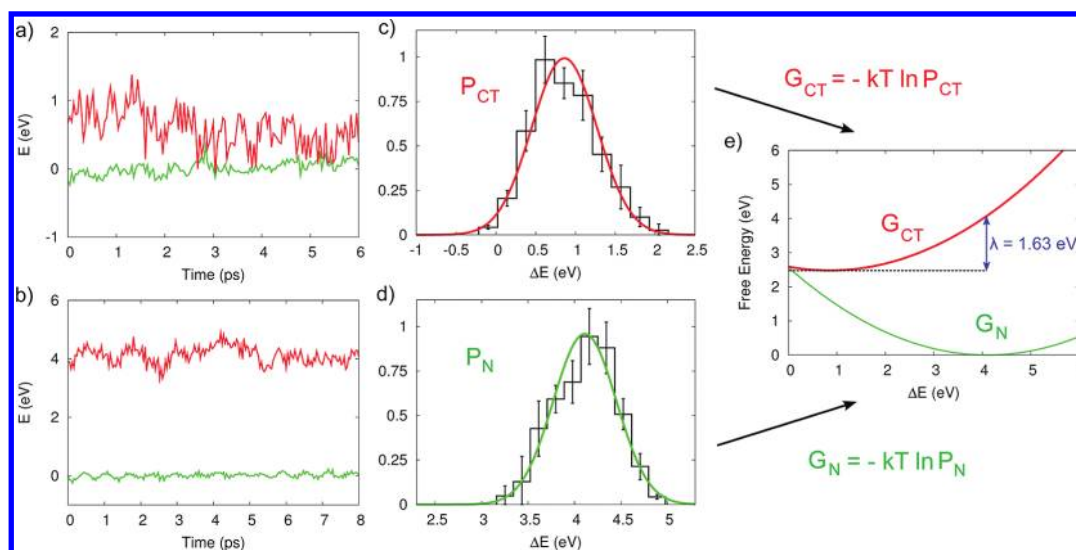 a)
E (eV)
2
1
0
-1
0 1 2 3 4 5 6
Time (ps)
b)
E (eV)
6
4
2
0
0 1 2 3 4 5 6 7 8
Time (ps)
c)
P_CT
1
0.75
0.5
0.25
0
-1 -0.5 0 0.5 1 1.5 2 2.5
ΔE (eV)
d)
P_N
1
0.75
0.5
0.25
0
2.5 3 3.5 4 4.5 5
ΔE (eV)
G_CT = - kT ln P_CT
e)
Free Energy (eV)
6
5
4
3
2
1
0
G_CT
λ = 1.63 eV
G_N
0 1 2 3 4 5
ΔE (eV)
G_N = - kT ln P_N